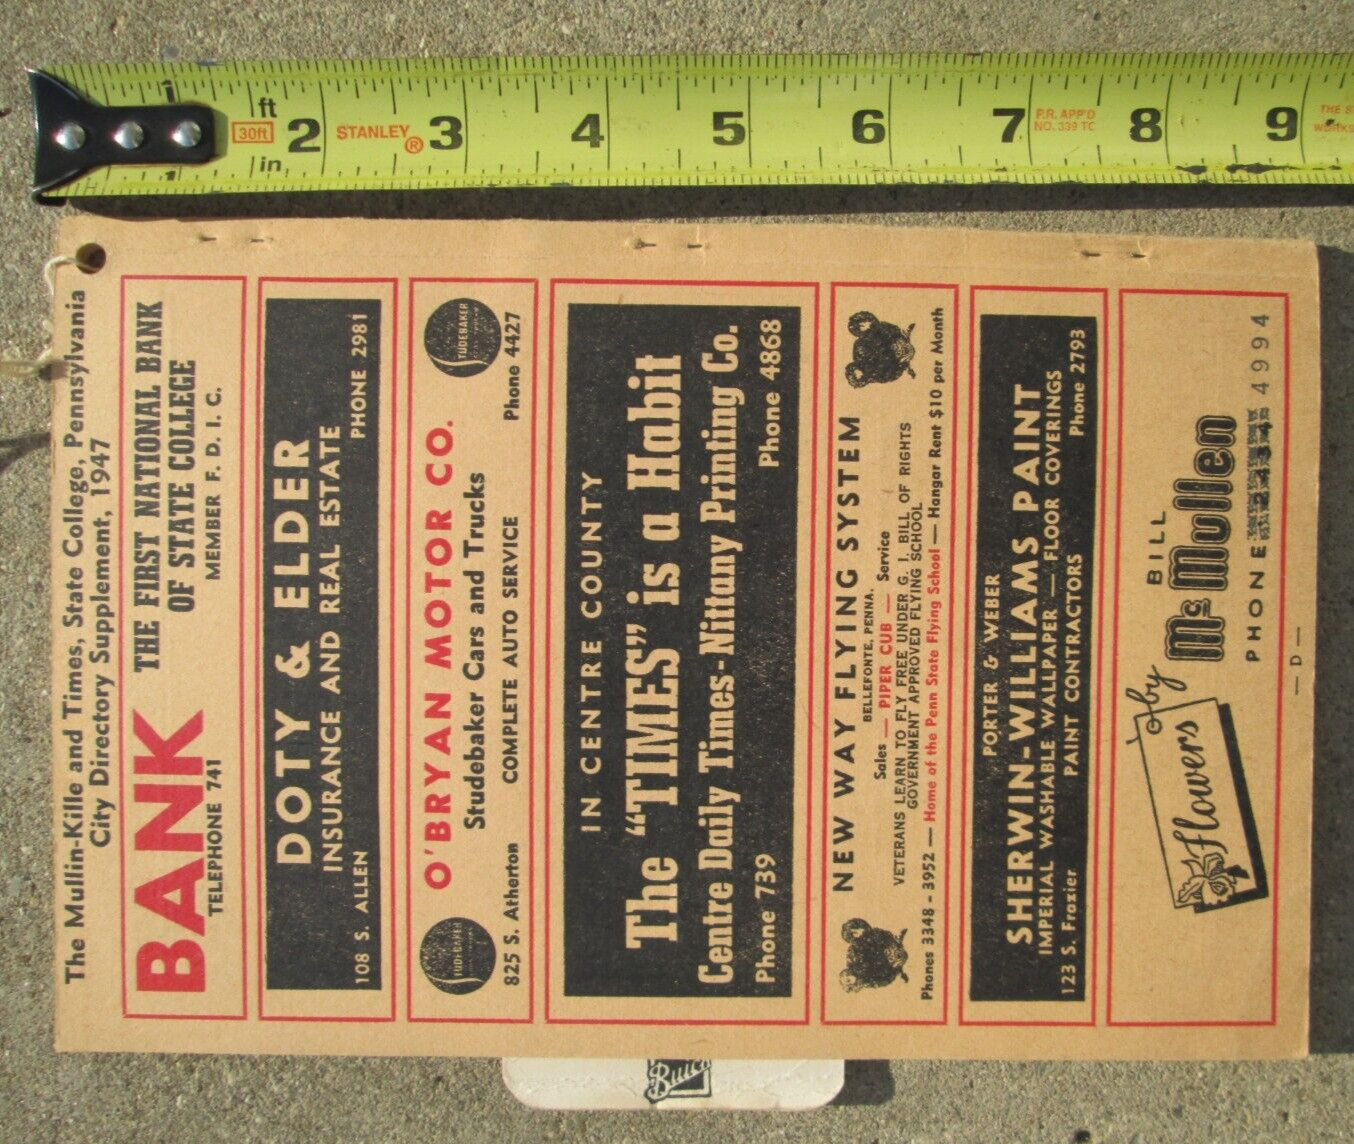 ft
30ft
in
2 STANLEY ® 3 4 5 6 7 8 9
P.R. APP'D
NO. 339 TC
THE
WORKS
The Mullin-Kille and Times, State College, Pennsylvania
City Directory Supplement, 1947
BANK
TELEPHONE 741
THE FIRST NATIONAL BANK
OF STATE COLLEGE
MEMBER F. D. I. C.
DOTY & ELDER
INSURANCE AND REAL ESTATE
108 S. ALLEN PHONE 2981
STUDEBAKER
O'BRYAN MOTOR CO.
STUDEBAKER
Studebaker Cars and Trucks
825 S. Atherton COMPLETE AUTO SERVICE Phone 4427
IN CENTRE COUNTY
The "TIMES" is a Habit
Centre Daily Times-Nittany Printing Co.
Phone 739 Phone 4868
NEW WAY FLYING SYSTEM
BELLEFONTE, PENNA.
Sales — PIPER CUB — Service
VETERANS LEARN TO FLY FREE UNDER G. I. BILL OF RIGHTS
GOVERNMENT APPROVED FLYING SCHOOL
Phones 3348 - 3952 — Home of the Penn State Flying School — Hangar Rent $10 per Month
PORTER & WEBER
SHERWIN-WILLIAMS PAINT
IMPERIAL WASHABLE WALLPAPER — FLOOR COVERINGS
123 S. Frazier PAINT CONTRACTORS Phone 2793
Flowers
by
BILL
McMullen
PHONE 4994
— D —
Buick